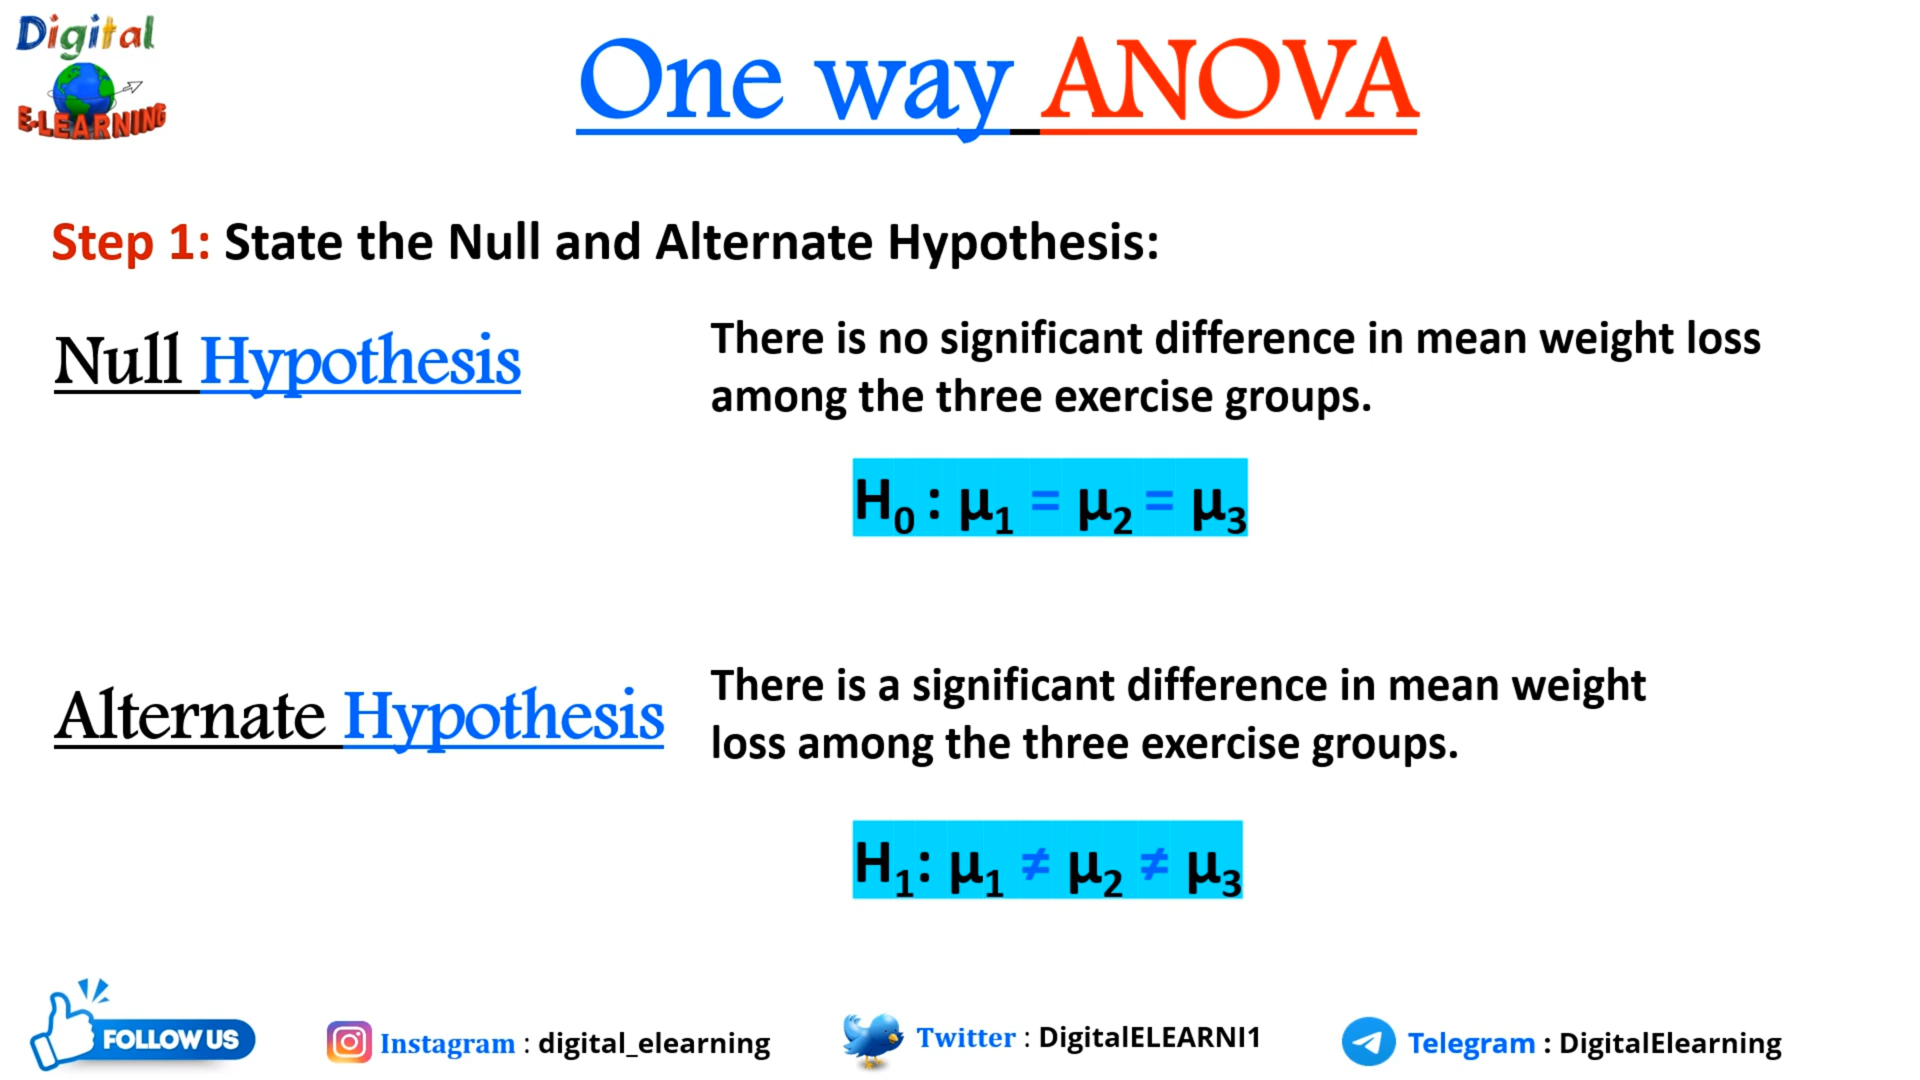 Digital
E-LEARNING
One way ANOVA
Step 1: State the Null and Alternate Hypothesis:
Null Hypothesis
There is no significant difference in mean weight loss
among the three exercise groups.
H₀ : μ₁ = μ₂ = μ₃
Alternate Hypothesis
There is a significant difference in mean weight
loss among the three exercise groups.
H₁: μ₁ ≠ μ₂ ≠ μ₃
FOLLOW US
Instagram : digital_elearning
Twitter : DigitalELEARNI1
Telegram : DigitalElearning